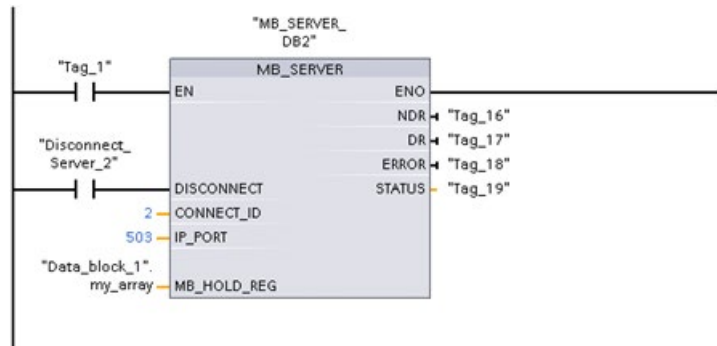 "MB_SERVER_
DB2"
"Tag_1"
MB_SERVER
EN ENO
NDR "Tag_16"
DR "Tag_17"
"Disconnect_
Server_2"
ERROR "Tag_18"
DISCONNECT STATUS "Tag_19"
2 CONNECT_ID
503 IP_PORT
"Data_block_1".
my_array MB_HOLD_REG